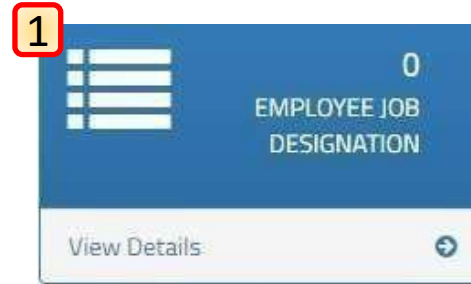 1
0
EMPLOYEE JOB
DESIGNATION
View Details